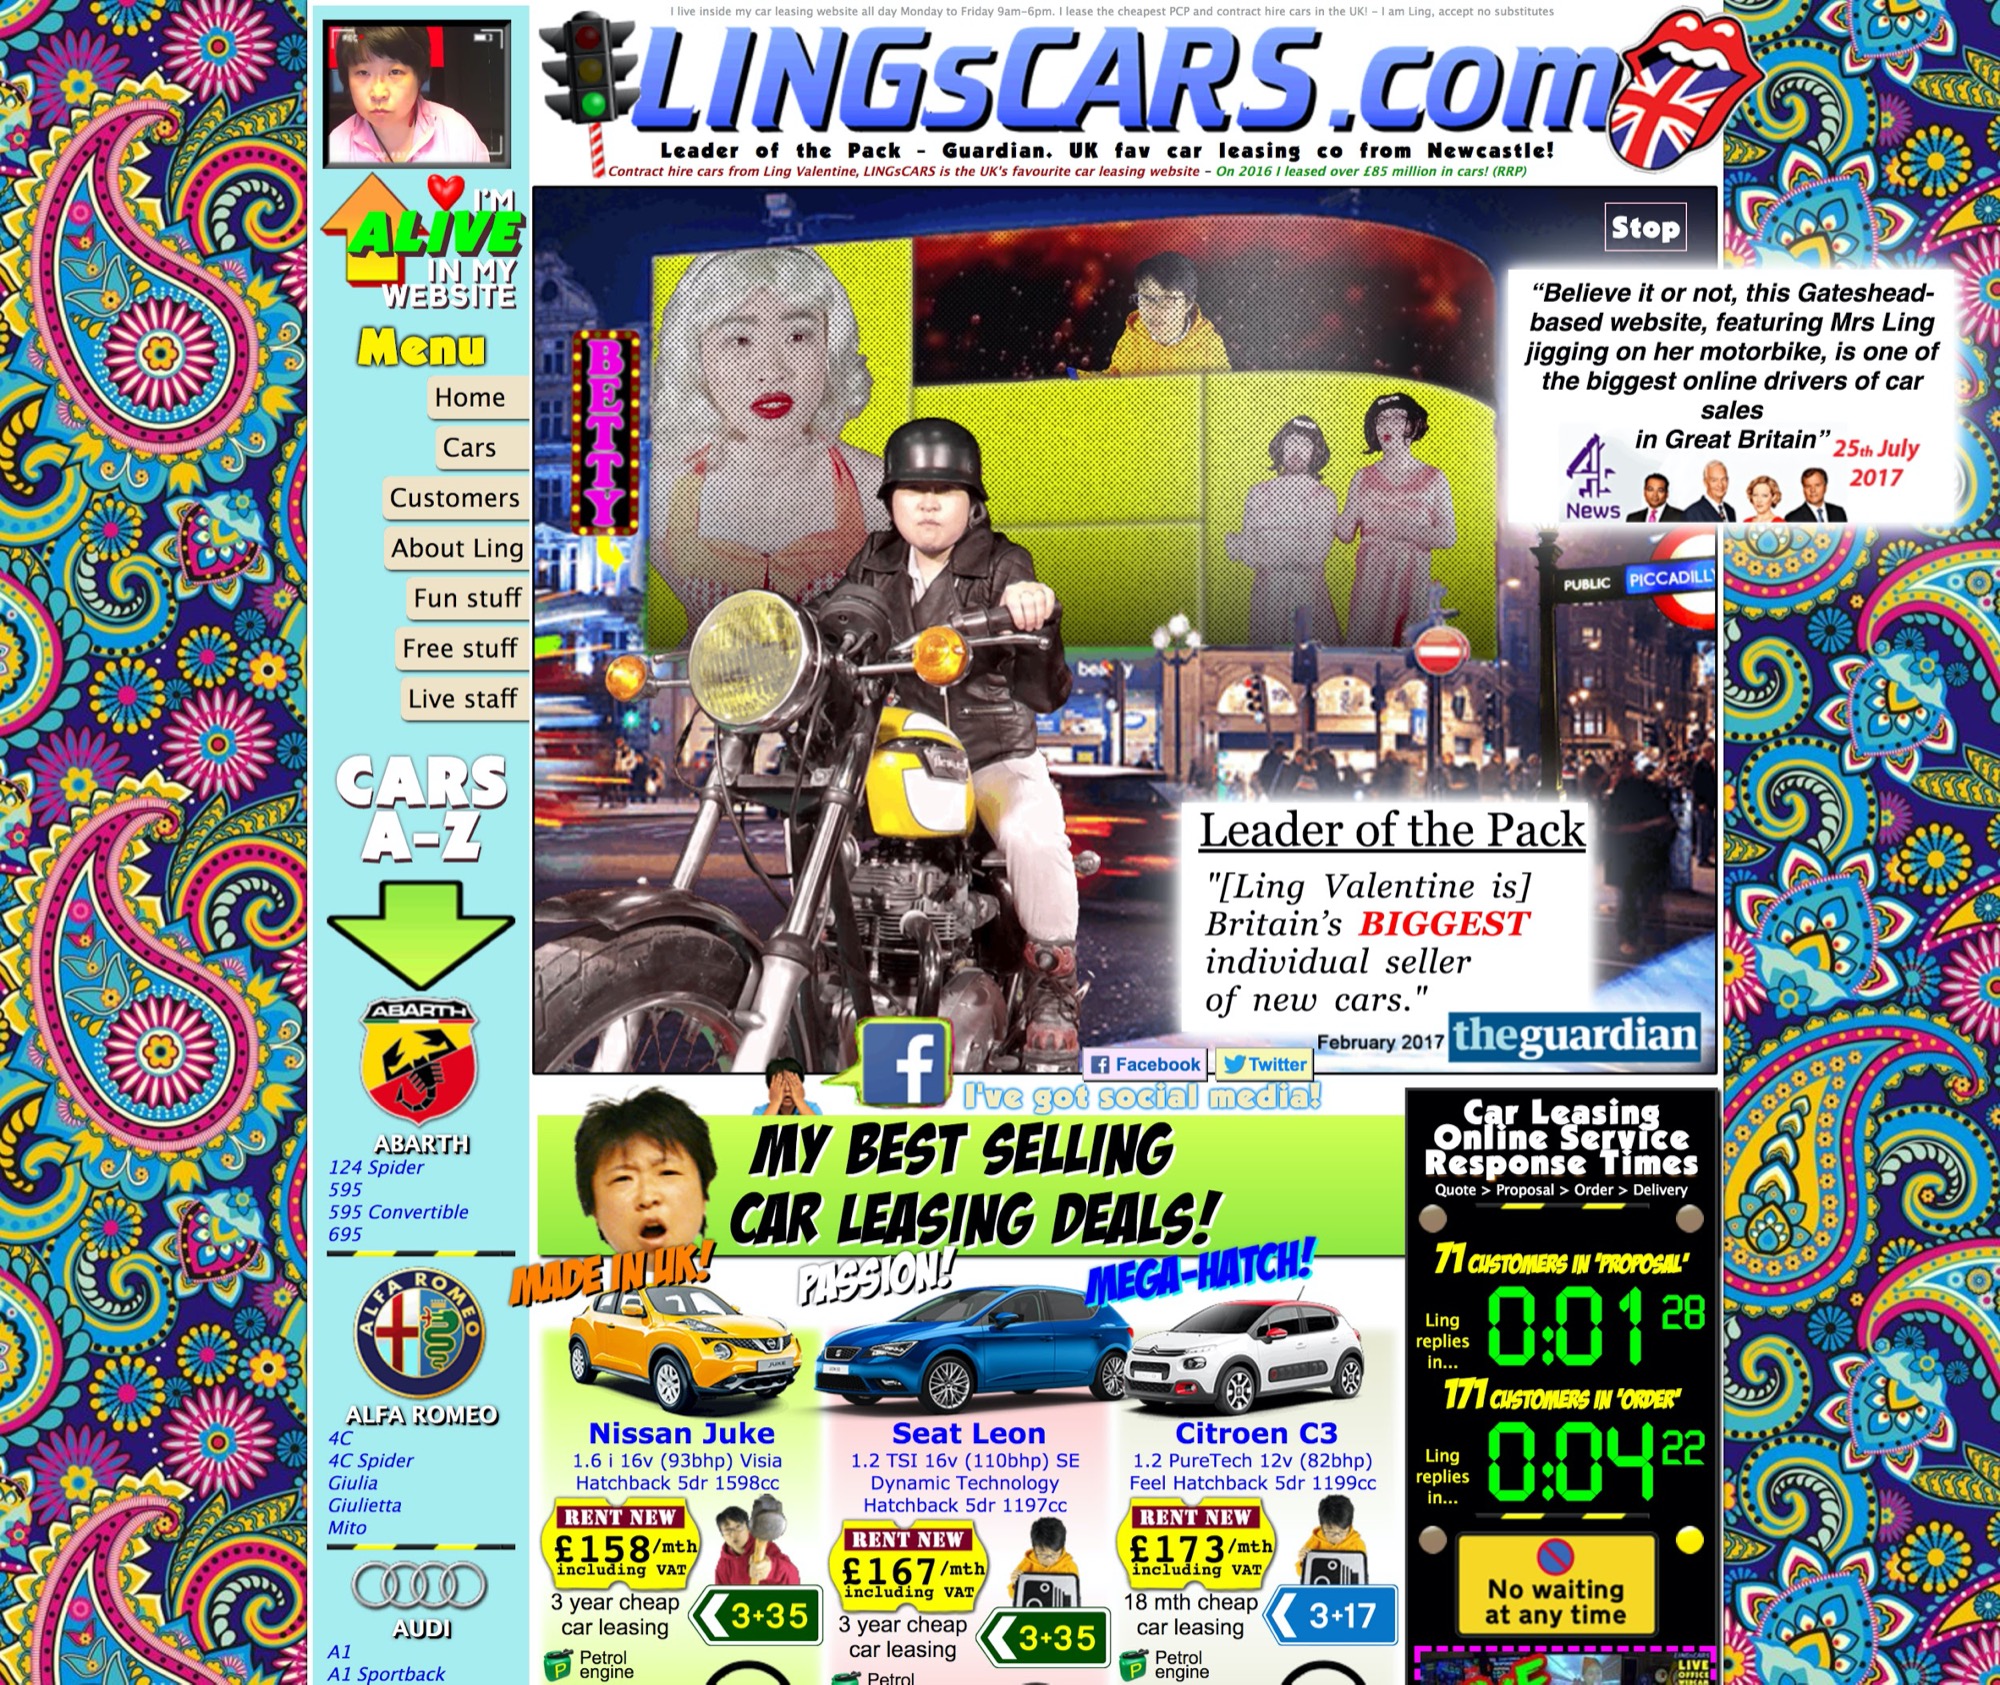 I live inside my car leasing website all day Monday to Friday 9am-6pm. I lease the cheapest PCP and contract hire cars in the UK! - I am Ling, accept no substitutes
REC
LINGsCARS.com
Leader of the Pack - Guardian. UK fav car leasing co from Newcastle!
Contract hire cars from Ling Valentine, LINGsCARS is the UK's favourite car leasing website - On 2016 I leased over £85 million in cars! (RRP)
I'M
ALIVE
IN MY
WEBSITE
Menu
Home
Cars
Customers
About Ling
Fun stuff
Free stuff
Live staff
CARS
A-Z
ABARTH
ABARTH
124 Spider
595
595 Convertible
695
ALFA ROMEO
ALFA ROMEO
4C
4C Spider
Giulia
Giulietta
Mito
AUDI
A1
A1 Sportback
BETTY
Stop
“Believe it or not, this Gateshead-
based website, featuring Mrs Ling
jigging on her motorbike, is one of
the biggest online drivers of car
sales
in Great Britain”
25th July
2017
4
News
PUBLIC
PICCADILLY
Leader of the Pack
"[Ling Valentine is]
Britain’s BIGGEST
individual seller
of new cars."
February 2017 theguardian
Facebook
Twitter
I've got social media!
MY BEST SELLING
CAR LEASING DEALS!
MADE IN UK!
PASSION!
MEGA-HATCH!
JUKE
Nissan Juke
1.6 i 16v (93bhp) Visia
Hatchback 5dr 1598cc
RENT NEW
£158/mth
including VAT
3 year cheap
car leasing
3+35
Petrol
engine
Seat Leon
1.2 TSI 16v (110bhp) SE
Dynamic Technology
Hatchback 5dr 1197cc
RENT NEW
£167/mth
including VAT
3 year cheap
car leasing
3+35
Petrol
Citroen C3
1.2 PureTech 12v (82bhp)
Feel Hatchback 5dr 1199cc
RENT NEW
£173/mth
including VAT
18 mth cheap
car leasing
3+17
Petrol
engine
Car Leasing
Online Service
Response Times
Quote > Proposal > Order > Delivery
71 CUSTOMERS IN 'PROPOSAL'
Ling
replies
in...
0:01 28
171 CUSTOMERS IN 'ORDER'
Ling
replies
in...
0:04 22
No waiting
at any time
LINGsCARS
LIVE
OFFICE
WEBCAM